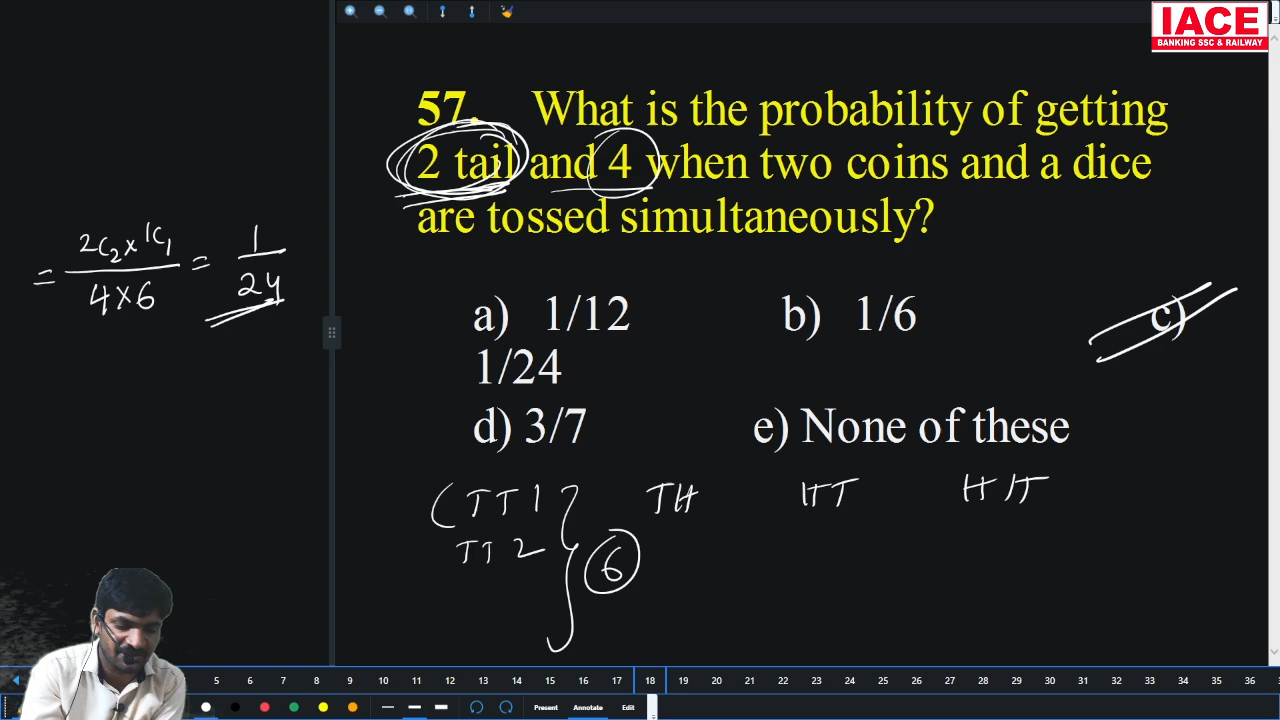 IACE
BANKING SSC & RAILWAY
57. What is the probability of getting
2 tail and 4 when two coins and a dice
are tossed simultaneously?
= 2C2 x 1C1 / 4x6 = 1/24
a) 1/12 b) 1/6 c)
1/24
d) 3/7 e) None of these
(TT1 TH HT
TT2 6
5 6 7 8 9 10 11 12 13 14 15 16 17 18 19 20 21 22 23 24 25 26 27 28 29 30 31 32 33 34 35 36
Present Annotate Edit